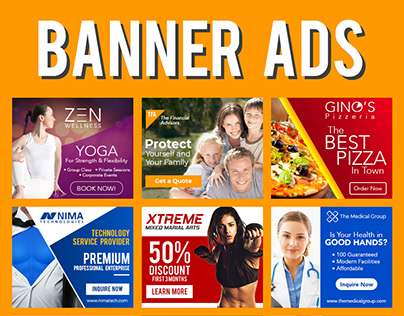 BANNER ADS
ZEN
WELLNESS
YOGA
For Strength & Flexibility
• Group Class • Private Sessions
• Corporate Events
BOOK NOW!
TFA
The Financial
Advisors
Protect
Yourself and
Your Family
Get a Quote
GINO'S
Pizzeria
The
BEST
PIZZA
In Town
Order Now
NIMA
TECHNOLOGIES
TECHNOLOGY
SERVICE PROVIDER
PREMIUM
PROFESSIONAL ENTERPRISE
INQUIRE NOW
www.nimatech.com
XTREME
MIXED MARIAL ARTS
50%
DISCOUNT
FIRST 3 MONTHS
LEARN MORE
The Medical Group
Is Your Health in
GOOD HANDS?
• 100 Guaranteed
• Modern Facilities
• Affordable
Inquire Now
www.themedicalgroup.com